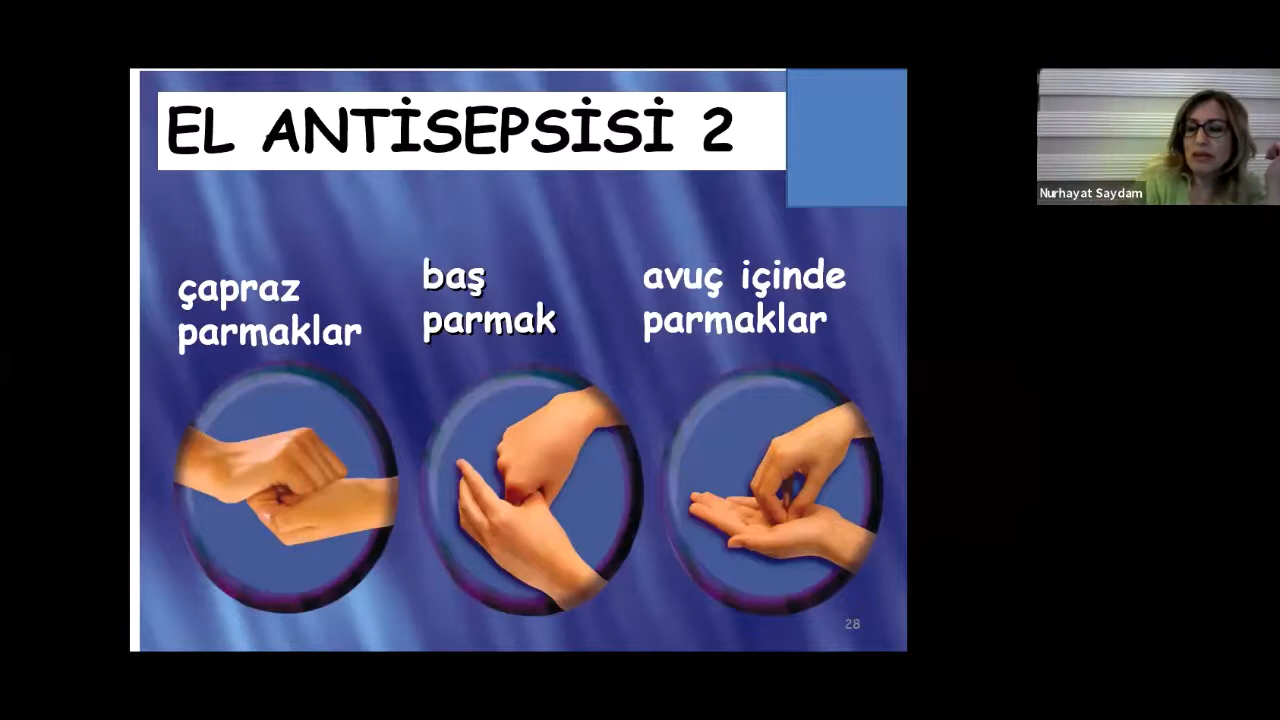 EL ANTİSEPSİSİ 2
çapraz
parmaklar
baş
parmak
avuç içinde
parmaklar
28
Nurhayat Saydam